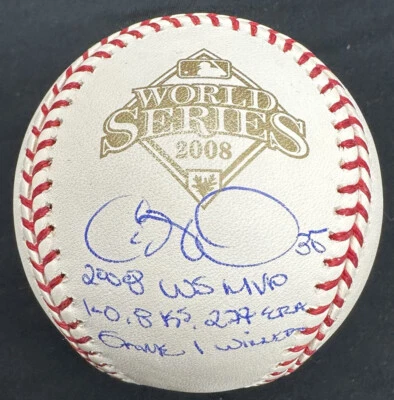 WORLD
SERIES
2008
35
2008 WS MVP
1-0, 8 K'S, 2.77 ERA
GAME 1 WINNER